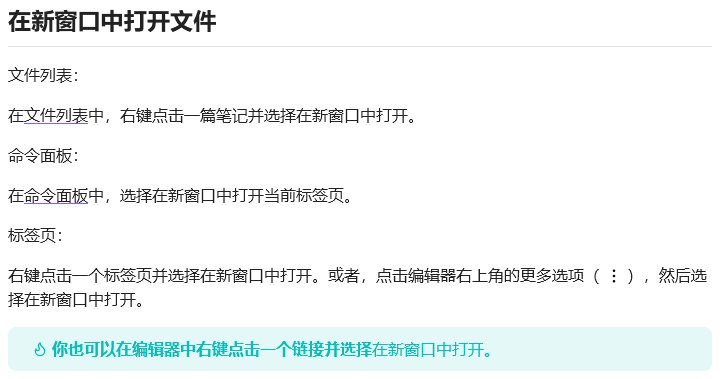 在新窗口中打开文件
文件列表：
在文件列表中，右键点击一篇笔记并选择在新窗口中打开。
命令面板：
在命令面板中，选择在新窗口中打开当前标签页。
标签页：
右键点击一个标签页并选择在新窗口中打开。或者，点击编辑器右上角的更多选项（ ⋮ ），然后选
择在新窗口中打开。
你也可以在编辑器中右键点击一个链接并选择在新窗口中打开。